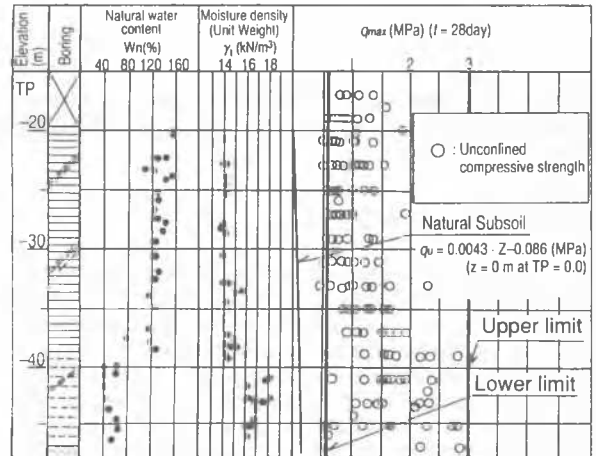 Elevation (m)
Boring
Natural water
content
Wn(%)
40 80 120 160
Moisture density
(Unit Weight)
γt (kN/m³)
14 16 18
Qmax (MPa) (t = 28day)
1 2 3
TP
-20
-30
-40
○ : Unconfined
compressive strength
Natural Subsoil
qu = 0.0043 · Z–0.086 (MPa)
(z = 0 m at TP = 0.0)
Upper limit
Lower limit